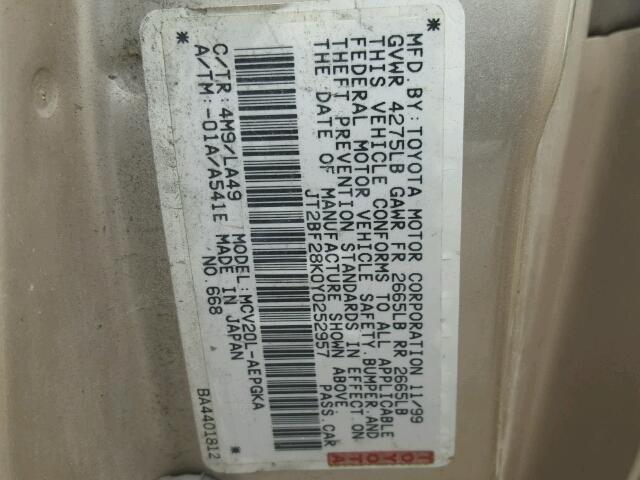 MFD. BY: TOYOTA MOTOR CORPORATION 11/99
GVWR 4275LB GAWR FR 2665LB RR 2665LB
THIS VEHICLE CONFORMS TO ALL APPLICABLE
FEDERAL MOTOR VEHICLE SAFETY, BUMPER, AND
THEFT PREVENTION STANDARDS IN EFFECT ON
THE DATE OF MANUFACTURE SHOWN ABOVE.
JT2BF28K0Y0252957 PASS.CAR
* *
C/TR: 4M9/LA49 MODEL: MCV20L-AEPGKA
A/TM: -01A/A541E MADE IN JAPAN
NO. 668
BA4401812
TOYOTA